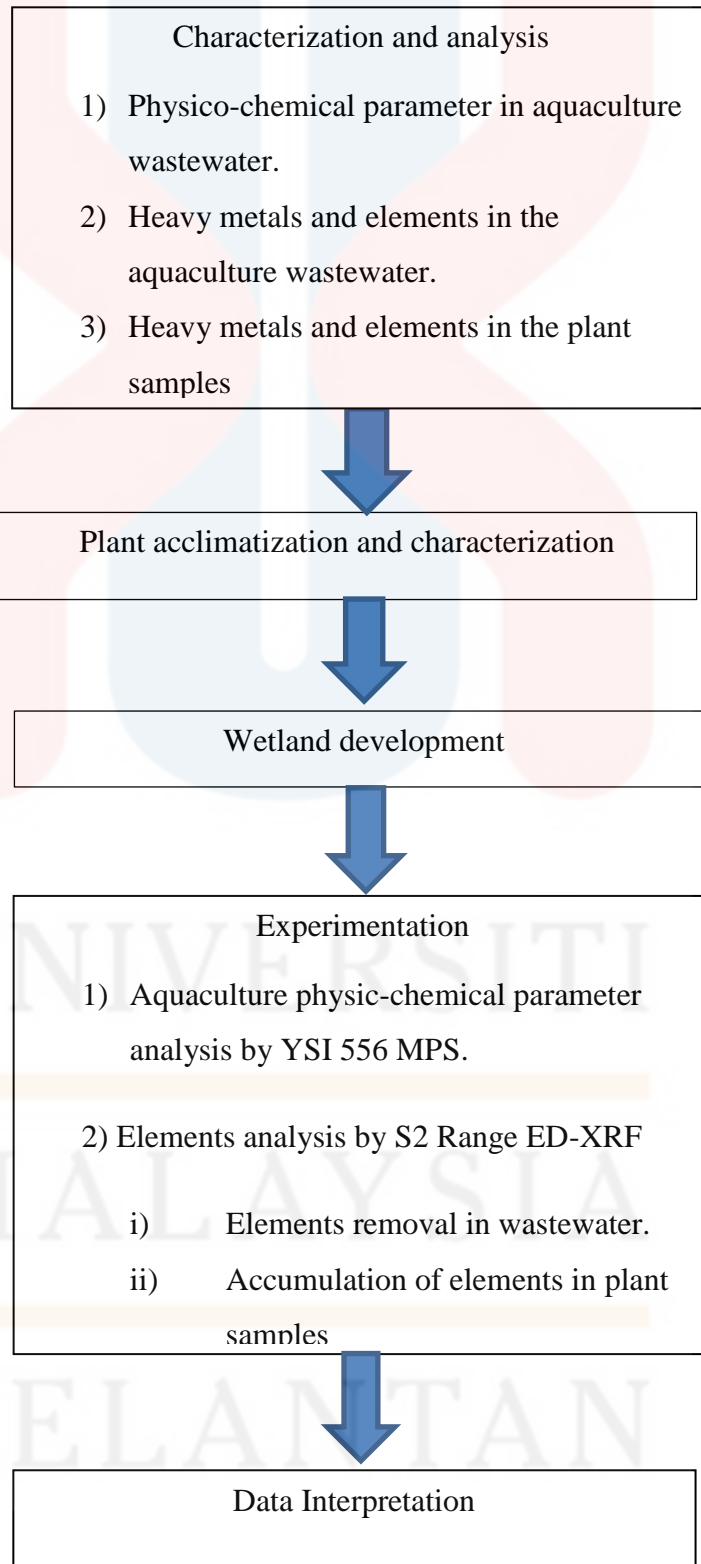 Characterization and analysis
1) Physico-chemical parameter in aquaculture
wastewater.
2) Heavy metals and elements in the
aquaculture wastewater.
3) Heavy metals and elements in the plant
samples
Plant acclimatization and characterization
Wetland development
Experimentation
1) Aquaculture physic-chemical parameter
analysis by YSI 556 MPS.
2) Elements analysis by S2 Range ED-XRF
i) Elements removal in wastewater.
ii) Accumulation of elements in plant
samples
Data Interpretation
NIVERSITI
ALAYSIA
ELANTAN